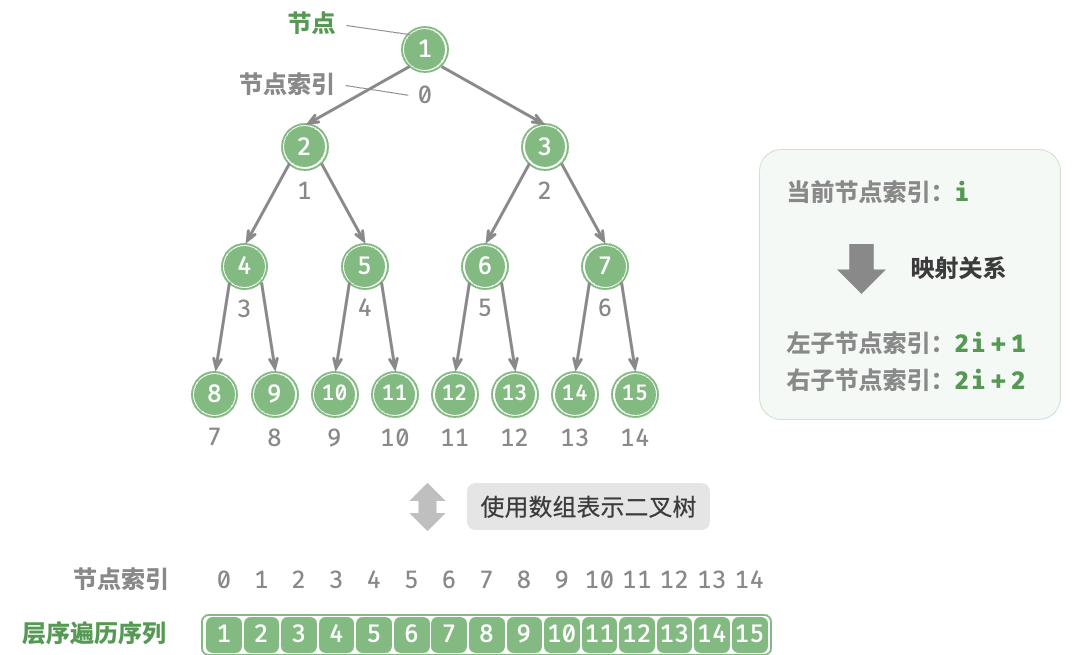 节点
1
节点索引
0
2 3
1 2
当前节点索引：i
4 5 6 7
映射关系
3 4 5 6
左子节点索引：2i+1
右子节点索引：2i+2
8 9 10 11 12 13 14 15
7 8 9 10 11 12 13 14
使用数组表示二叉树
节点索引 0 1 2 3 4 5 6 7 8 9 10 11 12 13 14
层序遍历序列 1 2 3 4 5 6 7 8 9 10 11 12 13 14 15